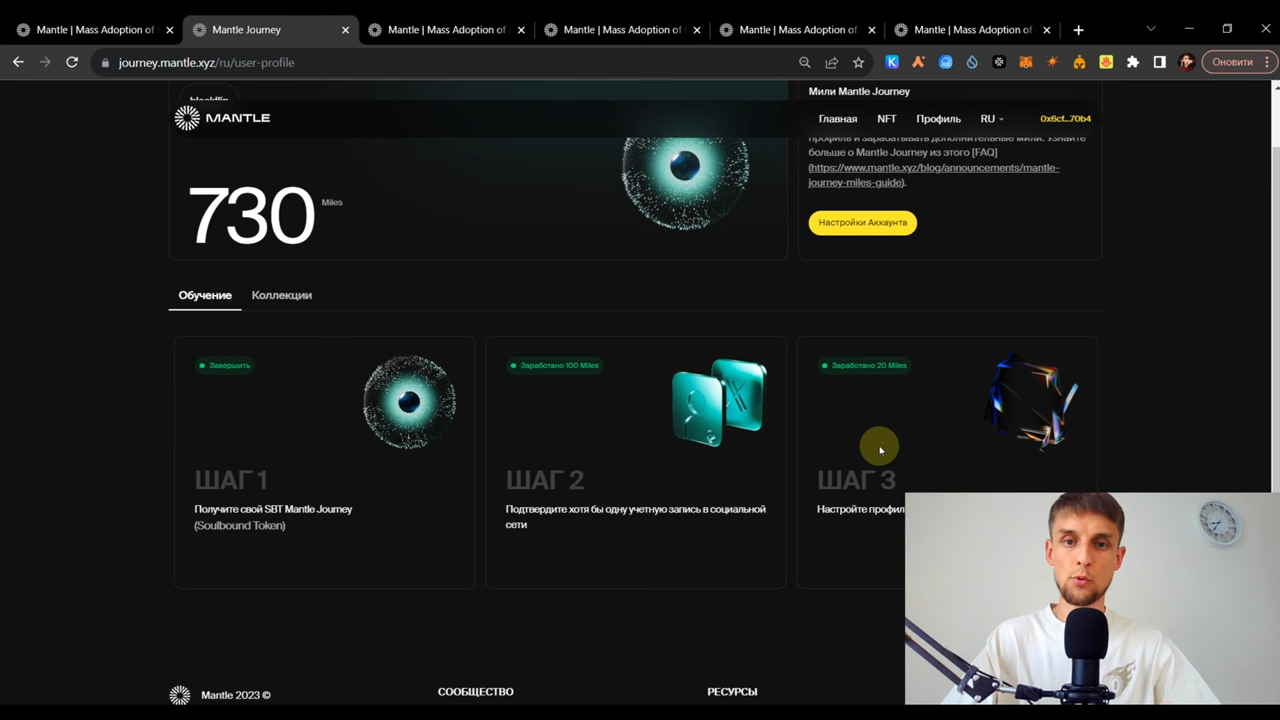 Mantle | Mass Adoption of
Mantle Journey
Mantle | Mass Adoption of
Mantle | Mass Adoption of
Mantle | Mass Adoption of
Mantle | Mass Adoption of
journey.mantle.xyz/ru/user-profile
Оновити
Мили Mantle Journey
MANTLE
Главная
NFT
Профиль
RU
0x6cf...70b4
профиль и зарабатывать дополнительные мили. Узнайте
больше о Mantle Journey из этого [FAQ]
(https://www.mantle.xyz/blog/announcements/mantle-
journey-miles-guide).
730
Miles
Настройки Аккаунта
Обучение
Коллекции
Завершить
ШАГ 1
Получите свой SBT Mantle Journey
(Soulbound Token)
Заработано 100 Miles
ШАГ 2
Подтвердите хотя бы одну учетную запись в социальной
сети
Заработано 20 Miles
ШАГ 3
Настройте профил
Mantle 2023 ©
СООБЩЕСТВО
РЕСУРСЫ